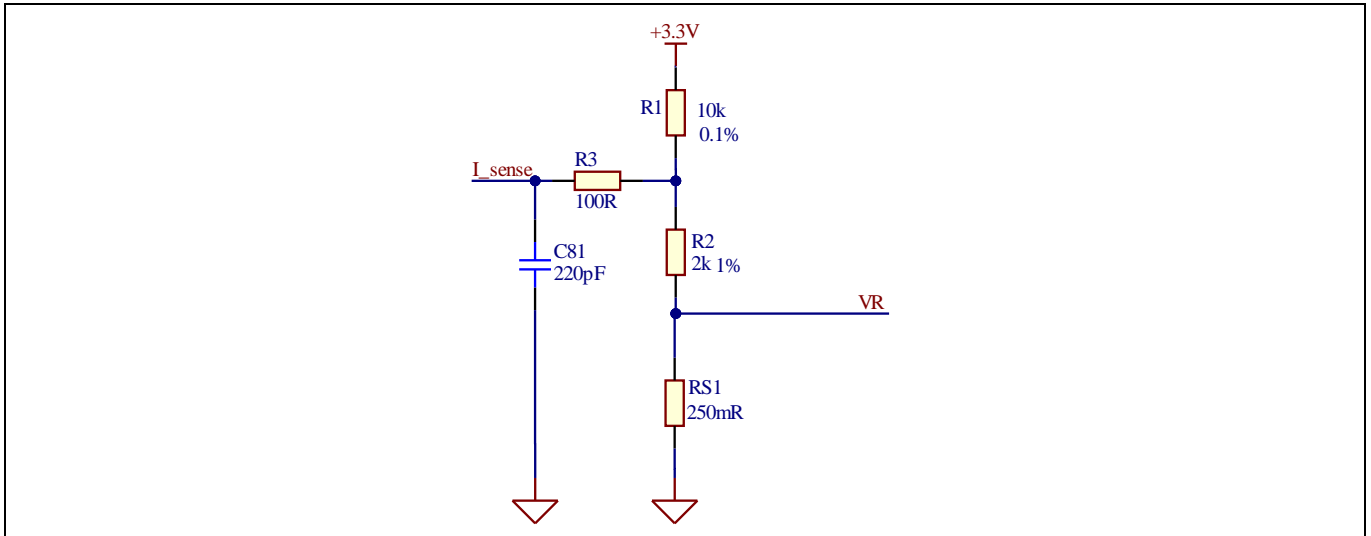 +3.3V
R1
10k
0.1%
I_sense
R3
100R
R2
2k 1%
C81
220pF
VR
RS1
250mR